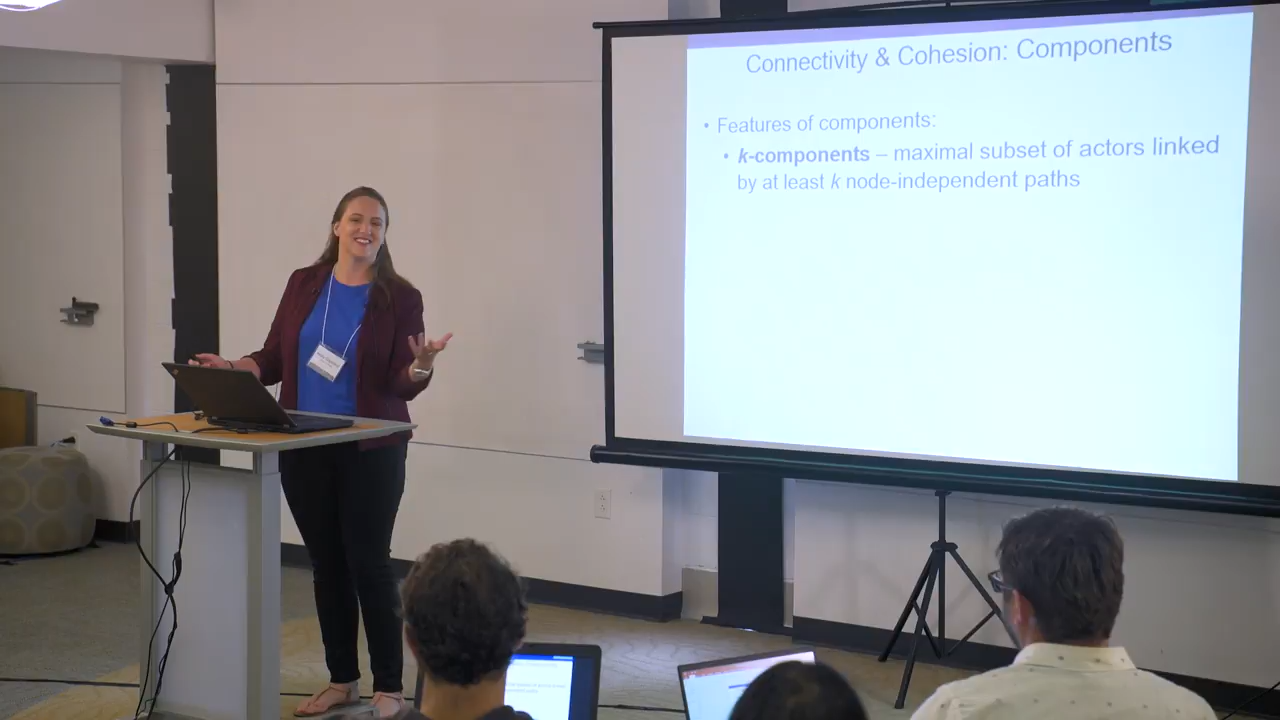 Connectivity & Cohesion: Components
• Features of components:
• k-components – maximal subset of actors linked
by at least k node-independent paths